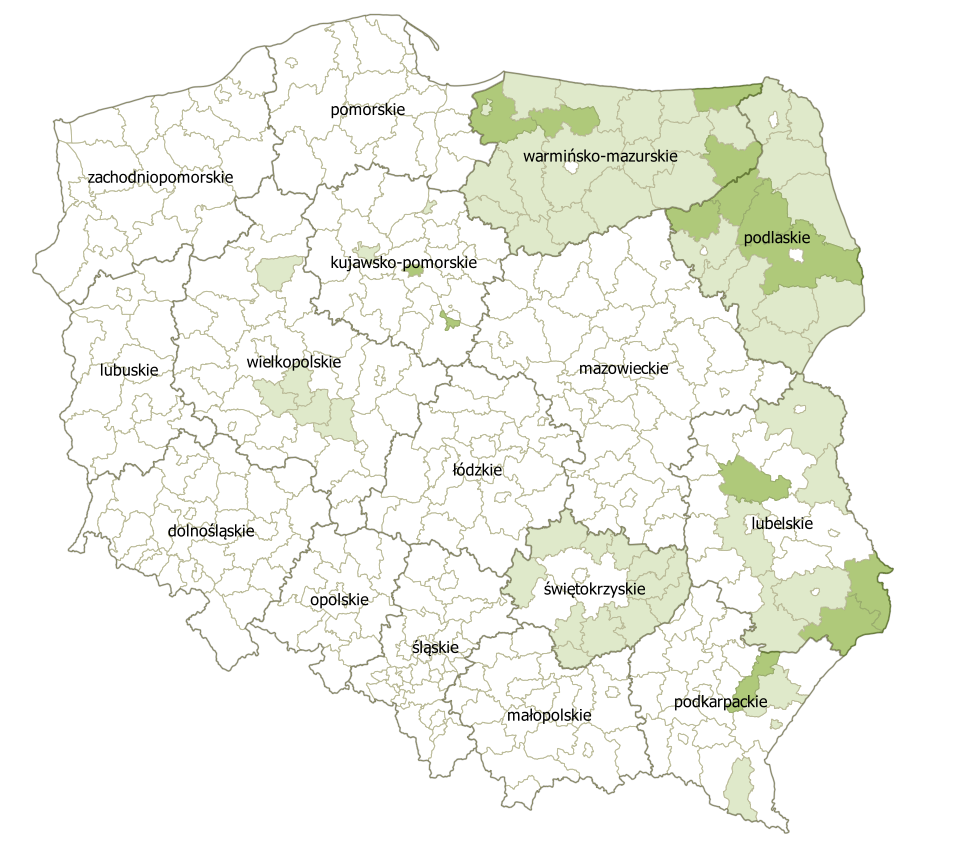 pomorskie
warmińsko-mazurskie
zachodniopomorskie
podlaskie
kujawsko-pomorskie
wielkopolskie
lubuskie
mazowieckie
łódzkie
lubelskie
dolnośląskie
świętokrzyskie
opolskie
śląskie
podkarpackie
małopolskie